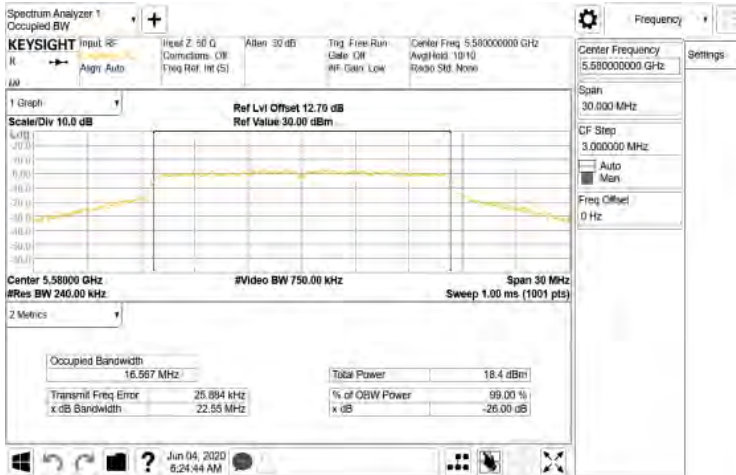 Spectrum Analyzer 1
Occupied BW
+
Frequency
KEYSIGHT
Input: RF
Align: Auto
Input Z: 50 Ω
Corrections: Off
Freq Ref: Int (S)
Atten: 30 dB
Trig: Free Run
Gate: Off
#IF Gain: Low
Center Freq: 5.580000000 GHz
Avg|Hold: 10/10
Radio Std: None
Center Frequency
5.580000000 GHz
Settings
Span
30.000 MHz
CF Step
3.000000 MHz
Auto
Man
Freq Offset
0 Hz
1 Graph
Scale/Div 10.0 dB
Ref Lvl Offset 12.70 dB
Ref Value 30.00 dBm
Log
20.0
10.0
0.00
Center 5.58000 GHz
#Video BW 750.00 kHz
Span 30 MHz
#Res BW 240.00 kHz
Sweep 1.00 ms (1001 pts)
2 Metrics
Occupied Bandwidth
16.567 MHz
Total Power 18.4 dBm
Transmit Freq Error 25.884 kHz
% of OBW Power 99.00 %
x dB Bandwidth 22.55 MHz
x dB -26.00 dB
?
Jun 04, 2020
6:24:44 AM